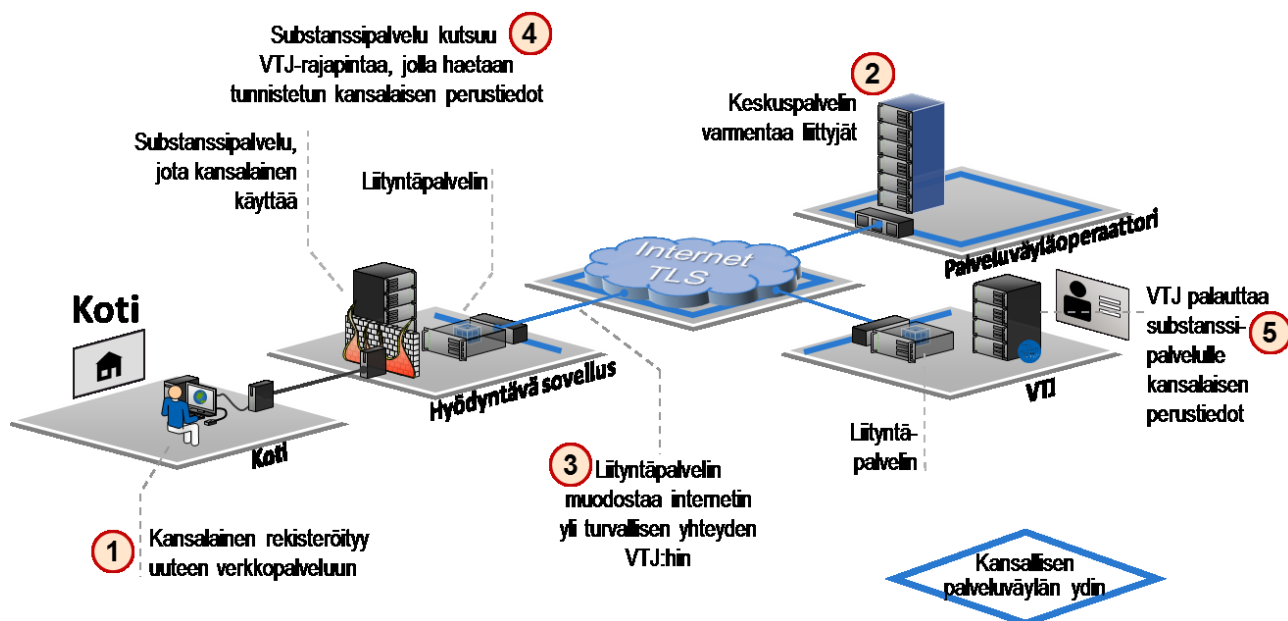 Substanssipalvelu kutsuu
VTJ-rajapintaa, jolla haetaan
tunnistetun kansalaisen perustiedot
4
2
Keskuspalvelin
varmentaa liittyjät
Substanssipalvelu,
jota kansalainen
käyttää
Liityntäpalvelin
Internet
TLS
Palveluväyläoperaattori
Koti
Hyödyntävä sovellus
Koti
VTJ
VTJ palauttaa
substanssi-
palvelulle
kansalaisen
perustiedot
5
Liityntä-
palvelin
3
Liityntäpalvelin
muodostaa internetin
yli turvallisen yhteyden
VTJ:hin
1
Kansalainen rekisteröityy
uuteen verkkopalveluun
Kansallisen
palveluväylän ydin